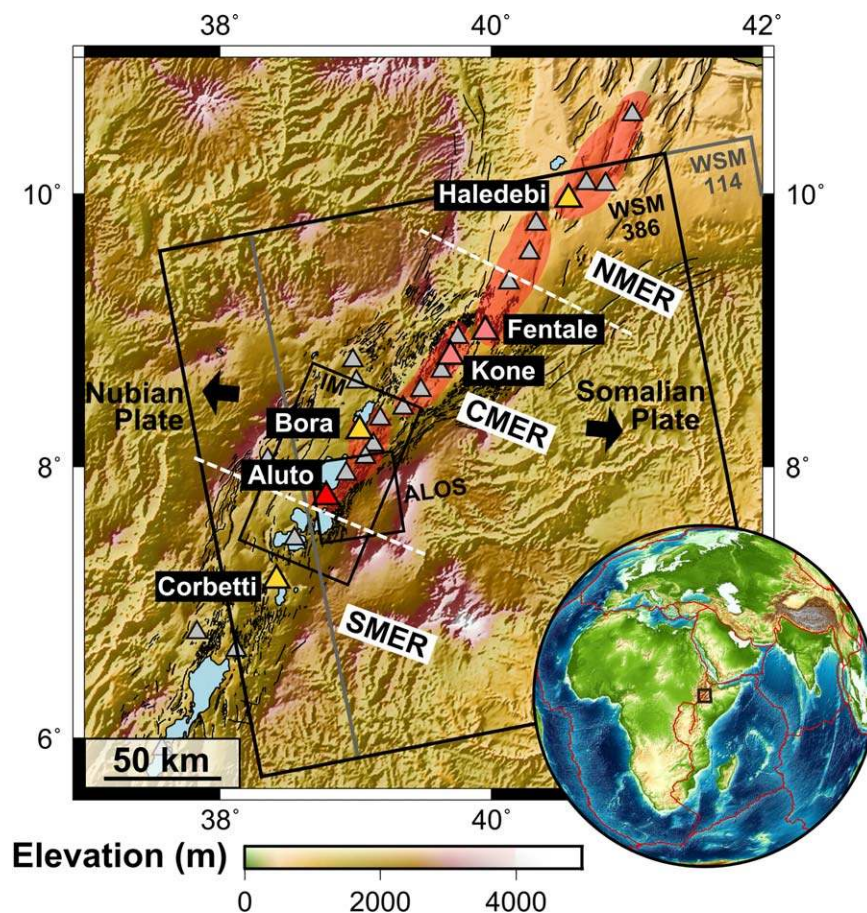 38°
40°
42
10°
10°
WSM
114
Haledebi
WSM
386
NMER
Fentale
Kone
IM
Nubian
Plate
Somalian
Plate
CMER
Bora
8°
8°
Aluto
ALOS
Corbetti
SMER
6°
50 km
38°
40°
Elevation (m)
0
2000
4000